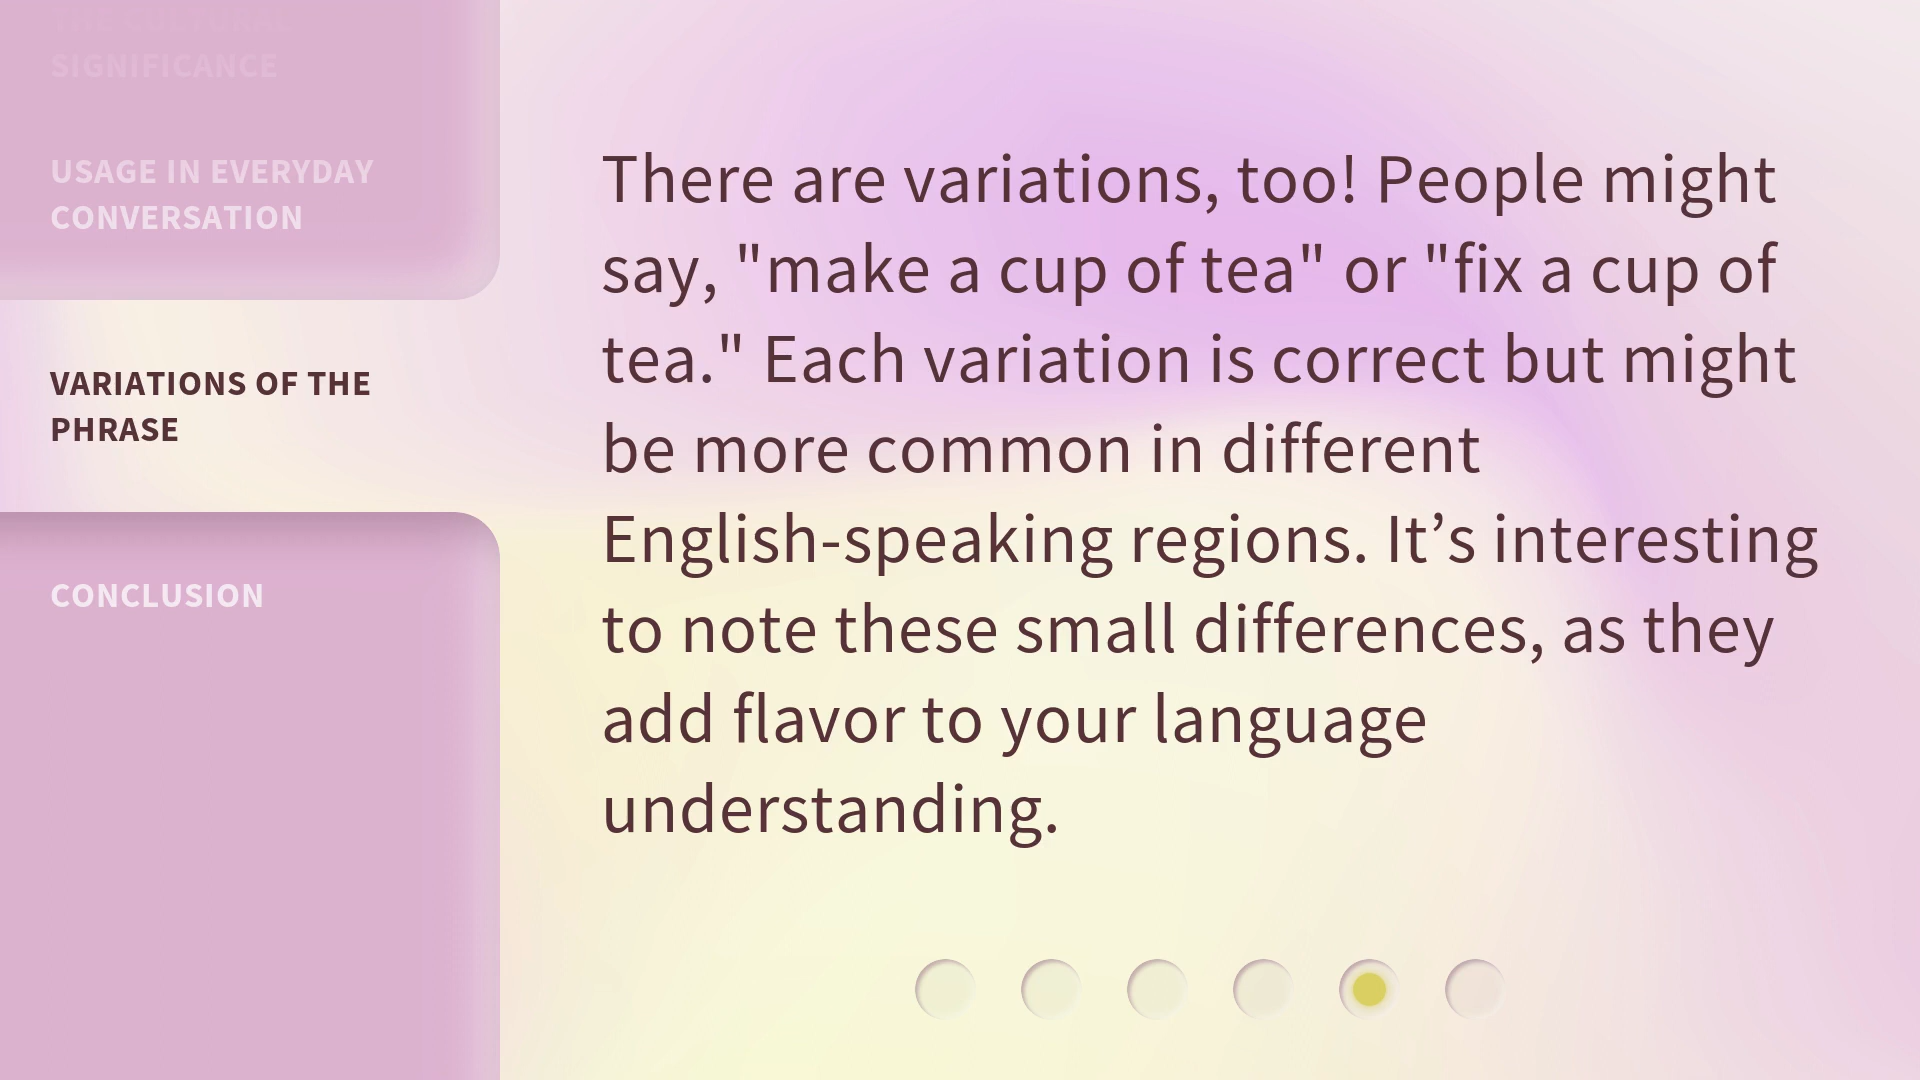 THE CULTURAL
SIGNIFICANCE
USAGE IN EVERYDAY
CONVERSATION
VARIATIONS OF THE
PHRASE
CONCLUSION
There are variations, too! People might
say, "make a cup of tea" or "fix a cup of
tea." Each variation is correct but might
be more common in different
English-speaking regions. It’s interesting
to note these small differences, as they
add flavor to your language
understanding.